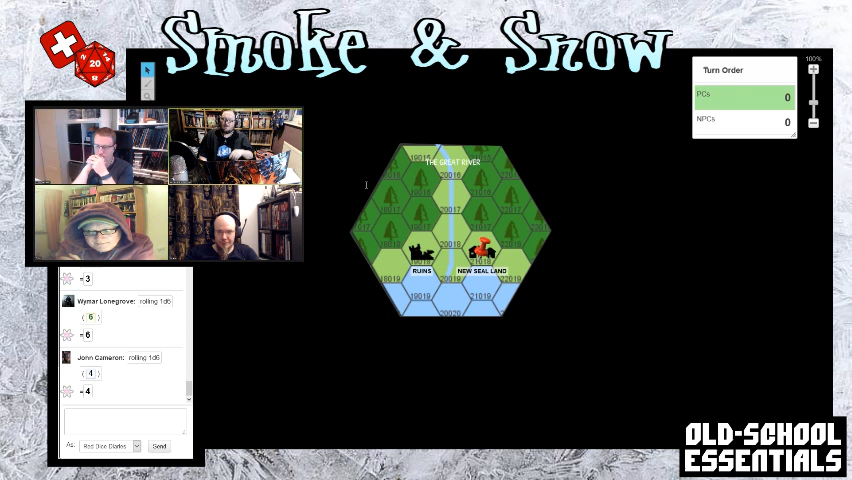 Smoke & Snow
20
Turn Order
100%
PCs
0
NPCs
0
THE GREAT RIVER
20016
20017
20018
RUINS
NEW SEAL LAND
18019
20019
22019
19019
21019
20020
=3
Wymar Lonegrove: rolling 1d6
( 6 )
=6
John Cameron: rolling 1d6
( 4 )
=4
As: Red Dice Diaries
Send
OLD-SCHOOL
ESSENTIALS